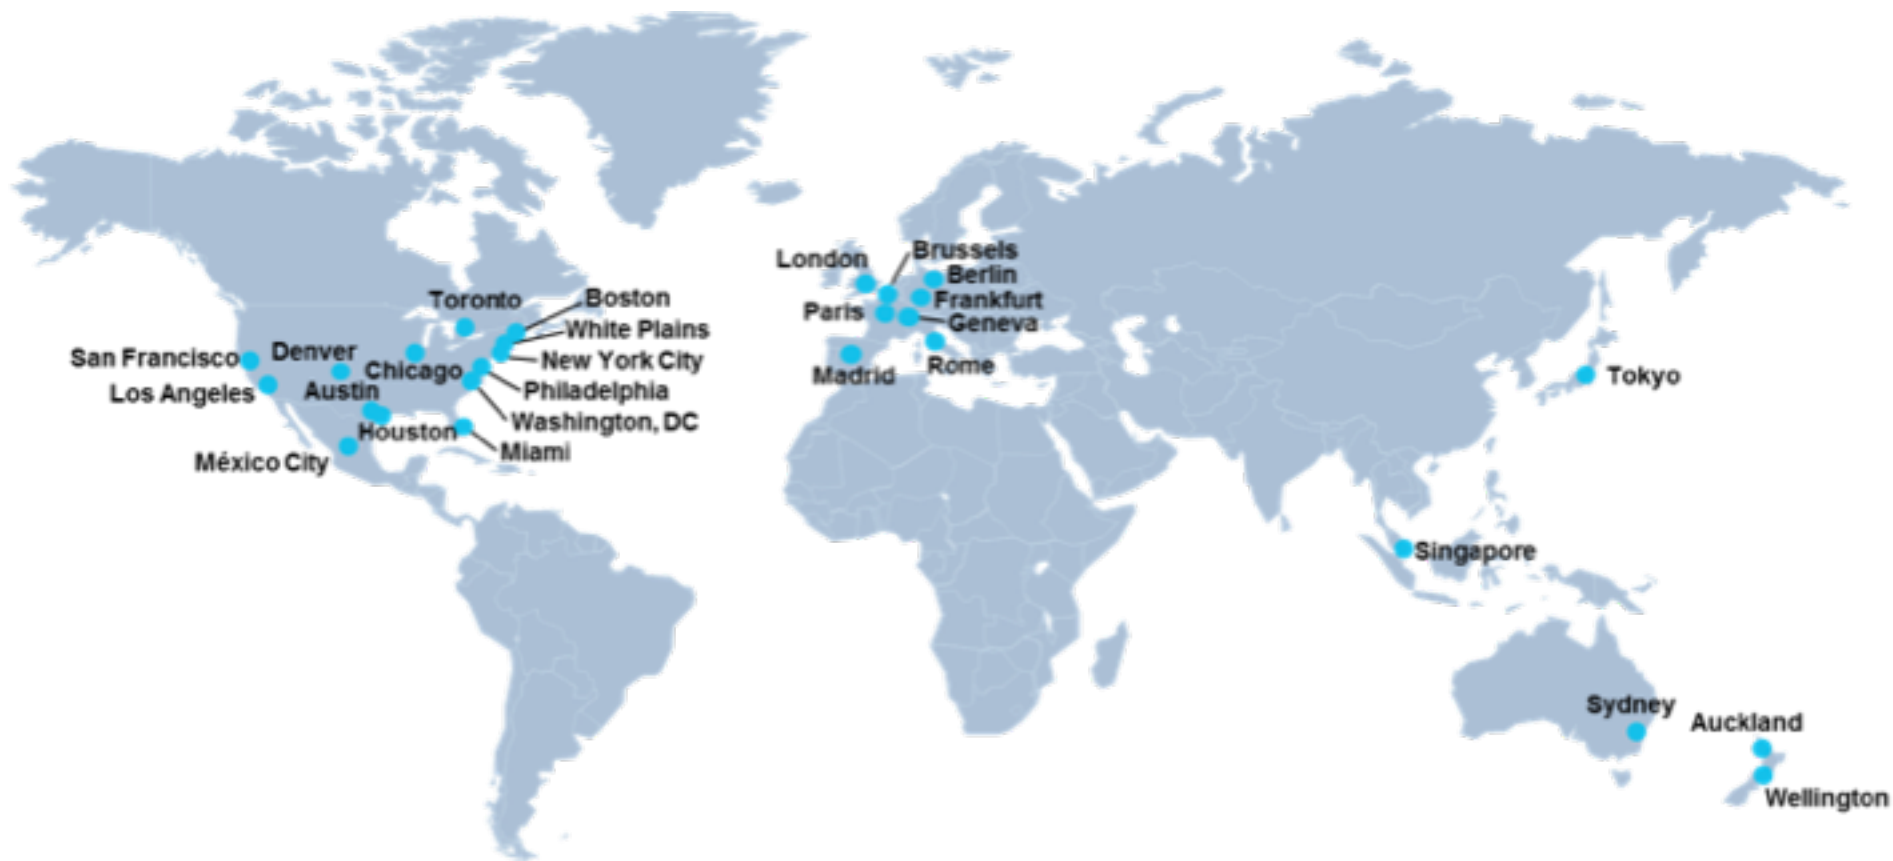 London
Brussels
Berlin
Toronto
Boston
Frankfurt
Paris
Geneva
White Plains
San Francisco
Denver
Chicago
New York City
Rome
Madrid
Tokyo
Los Angeles
Austin
Philadelphia
Washington, DC
Houston
Miami
México City
Singapore
Sydney
Auckland
Wellington